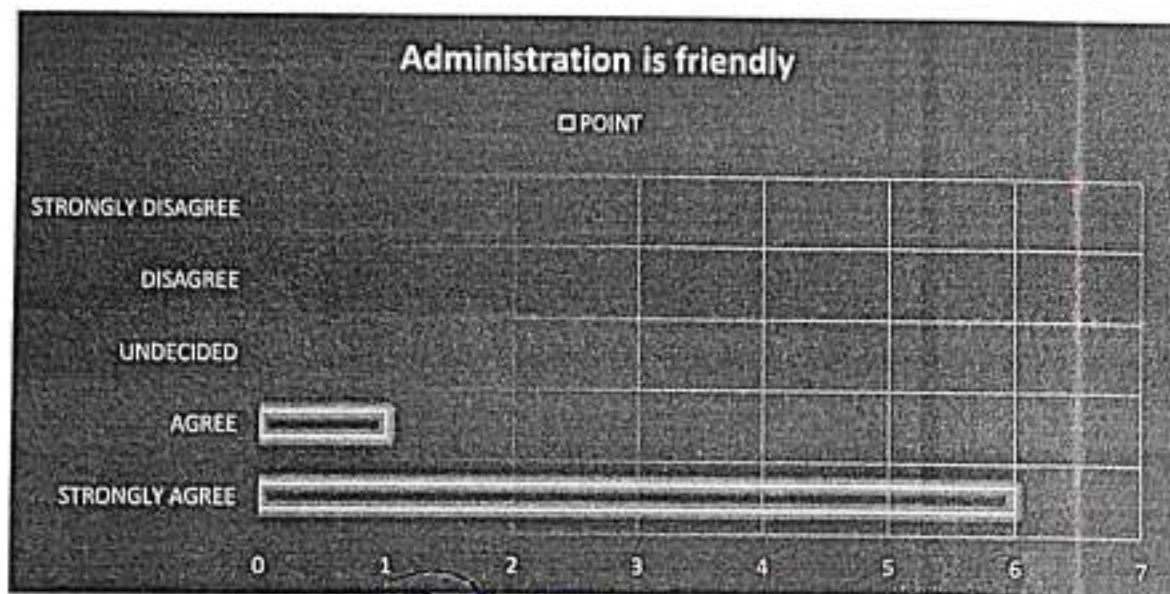 Administration is friendly
POINT
STRONGLY DISAGREE
DISAGREE
UNDECIDED
AGREE
STRONGLY AGREE
0 1 2 3 4 5 6 7